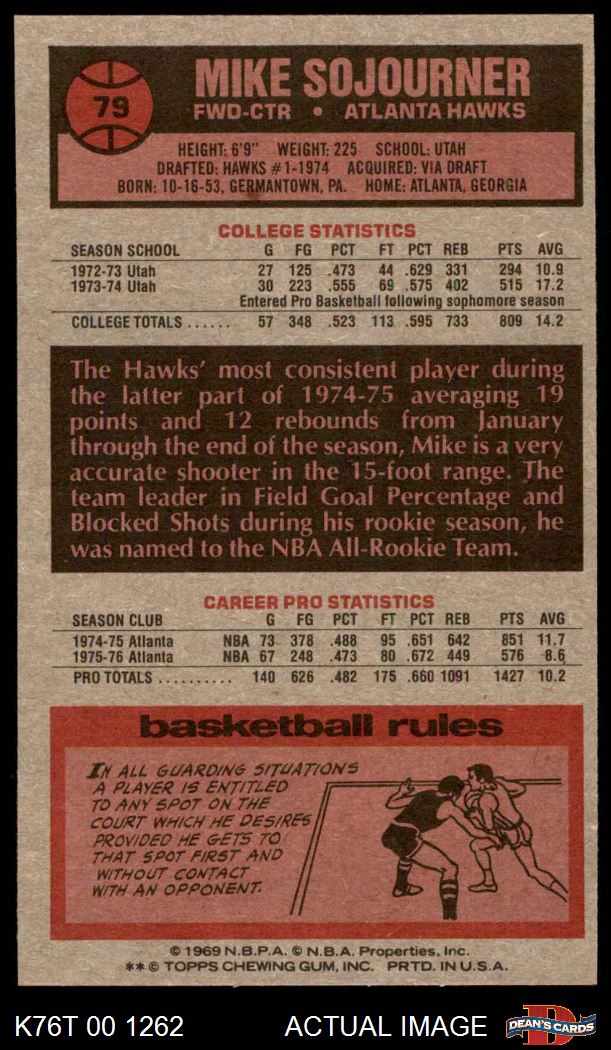 79
MIKE SOJOURNER
FWD-CTR • ATLANTA HAWKS
HEIGHT: 6'9" WEIGHT: 225 SCHOOL: UTAH
DRAFTED: HAWKS #1-1974 ACQUIRED: VIA DRAFT
BORN: 10-16-53, GERMANTOWN, PA. HOME: ATLANTA, GEORGIA
COLLEGE STATISTICS
SEASON SCHOOL G FG PCT FT PCT REB PTS AVG
1972-73 Utah 27 125 .473 44 .629 331 294 10.9
1973-74 Utah 30 223 .555 69 .575 402 515 17.2
Entered Pro Basketball following sophomore season
COLLEGE TOTALS ...... 57 348 .523 113 .595 733 809 14.2
The Hawks' most consistent player during
the latter part of 1974-75 averaging 19
points and 12 rebounds from January
through the end of the season, Mike is a very
accurate shooter in the 15-foot range. The
team leader in Field Goal Percentage and
Blocked Shots during his rookie season, he
was named to the NBA All-Rookie Team.
CAREER PRO STATISTICS
SEASON CLUB G FG PCT FT PCT REB PTS AVG
1974-75 Atlanta NBA 73 378 .488 95 .651 642 851 11.7
1975-76 Atlanta NBA 67 248 .473 80 .672 449 576 8.6
PRO TOTALS .......... 140 626 .482 175 .660 1091 1427 10.2
basketball rules
IN ALL GUARDING SITUATIONS
A PLAYER IS ENTITLED
TO ANY SPOT ON THE
COURT WHICH HE DESIRES
PROVIDED HE GETS TO
THAT SPOT FIRST AND
WITHOUT CONTACT
WITH AN OPPONENT.
© 1969 N.B.P.A. © N.B.A. Properties, Inc.
** © TOPPS CHEWING GUM, INC. PRTD. IN U.S.A.
K76T 00 1262 ACTUAL IMAGE D DEAN'S CARDS